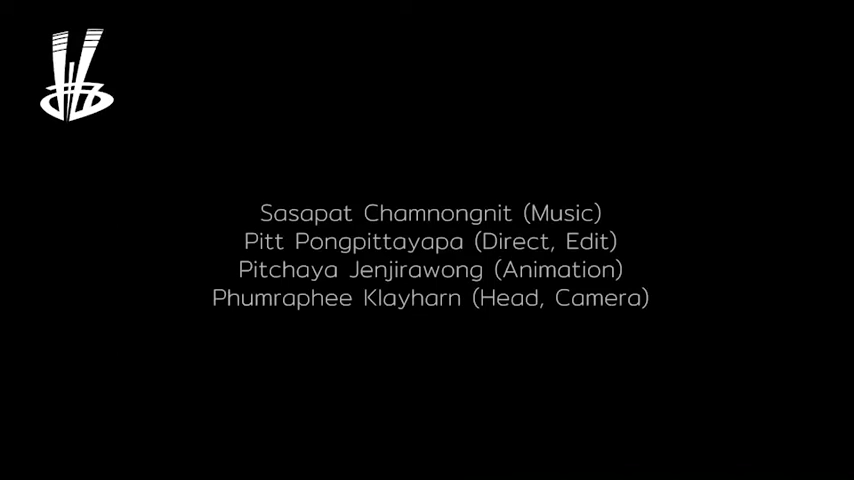 Sasapat Chamnongnit (Music)
Pitt Pongpittayapa (Direct, Edit)
Pitchaya Jenjirawong (Animation)
Phumraphee Klayharn (Head, Camera)